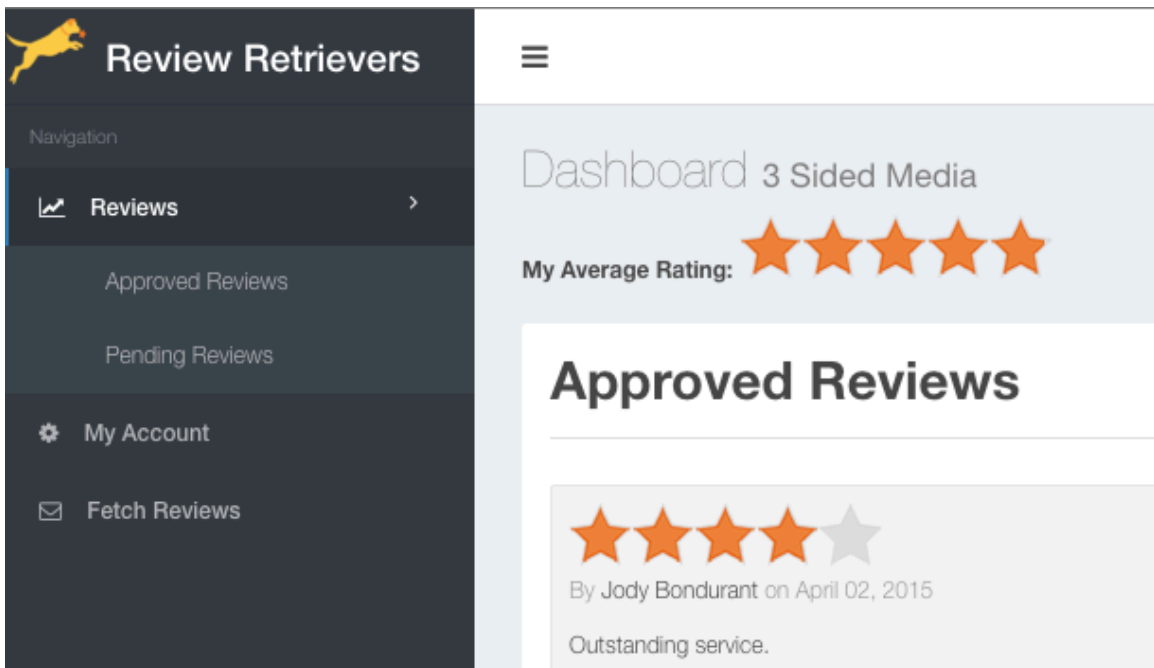 Review Retrievers
Navigation
Reviews
Approved Reviews
Pending Reviews
My Account
Fetch Reviews
Dashboard 3 Sided Media
My Average Rating:
Approved Reviews
By Jody Bondurant on April 02, 2015
Outstanding service.